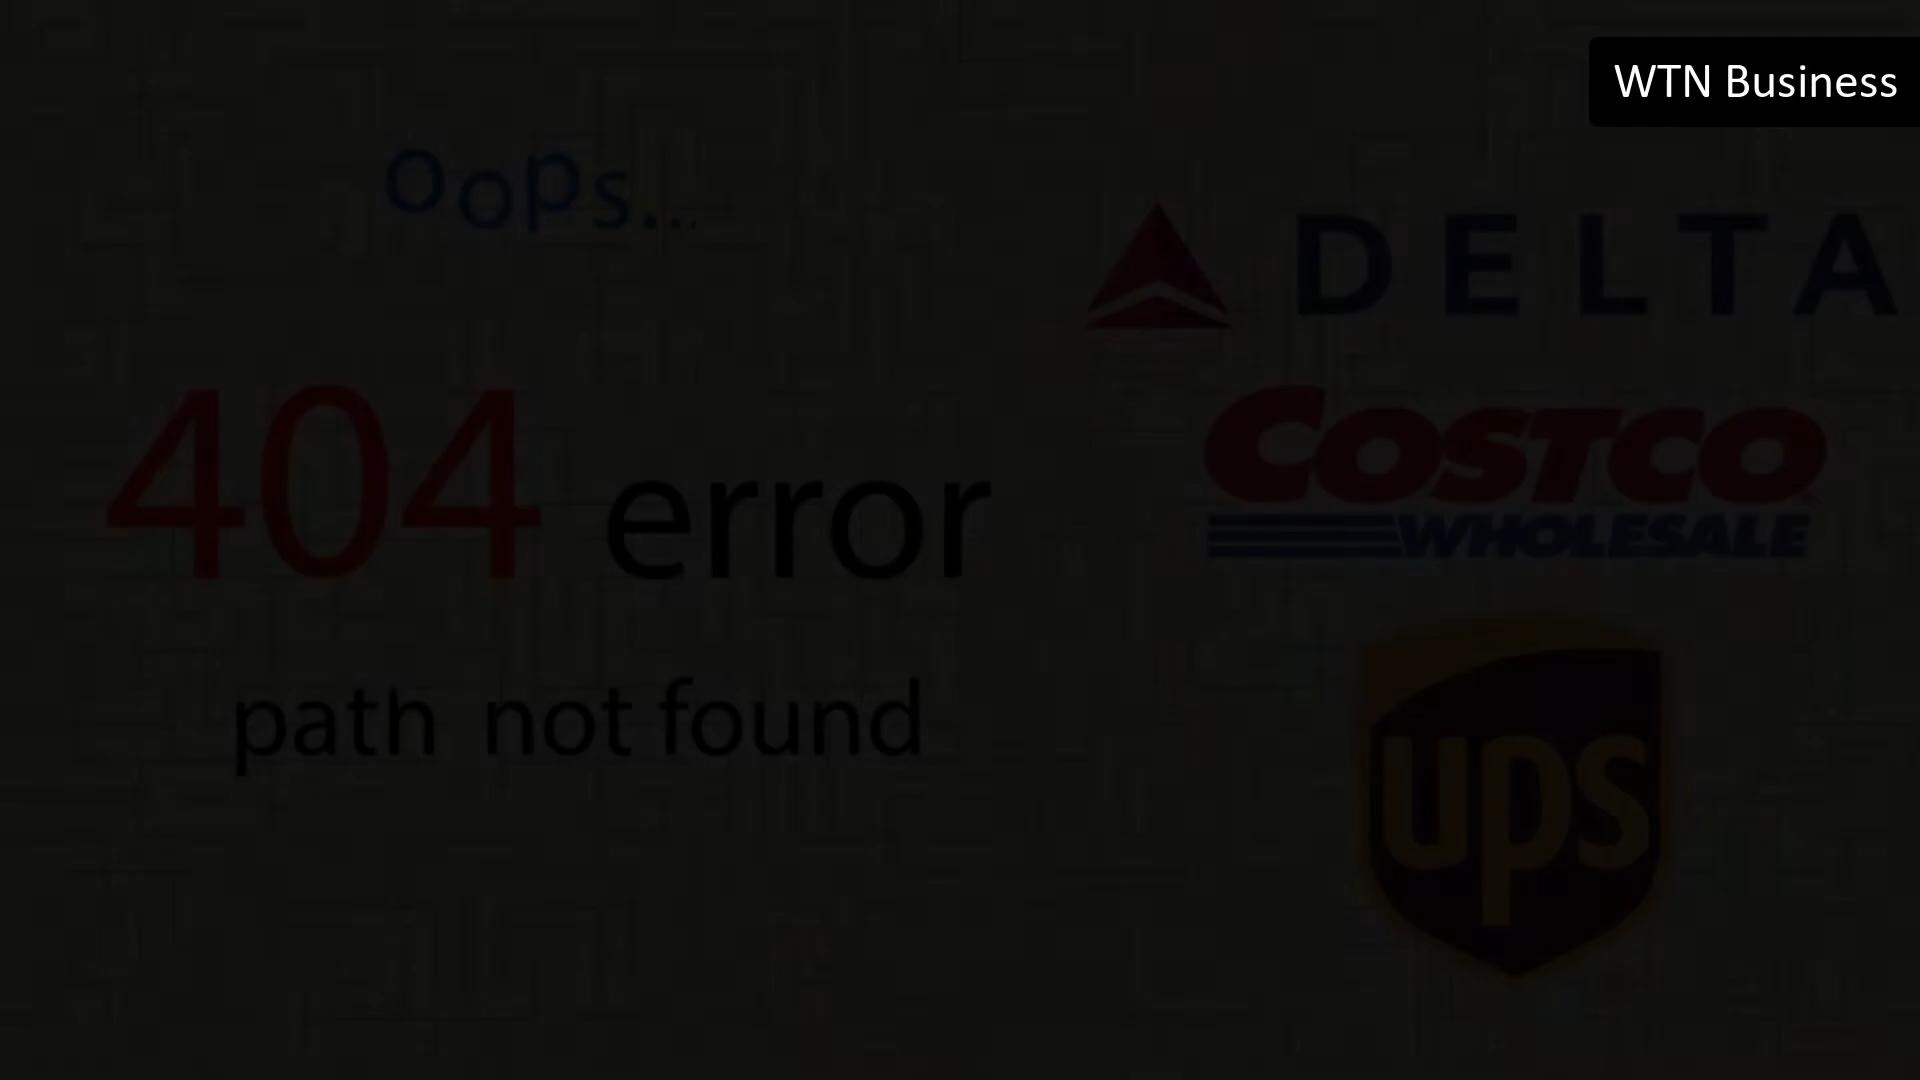 WTN Business
Oops...
DELTA
404 error
COSTCO
WHOLESALE
path not found
ups